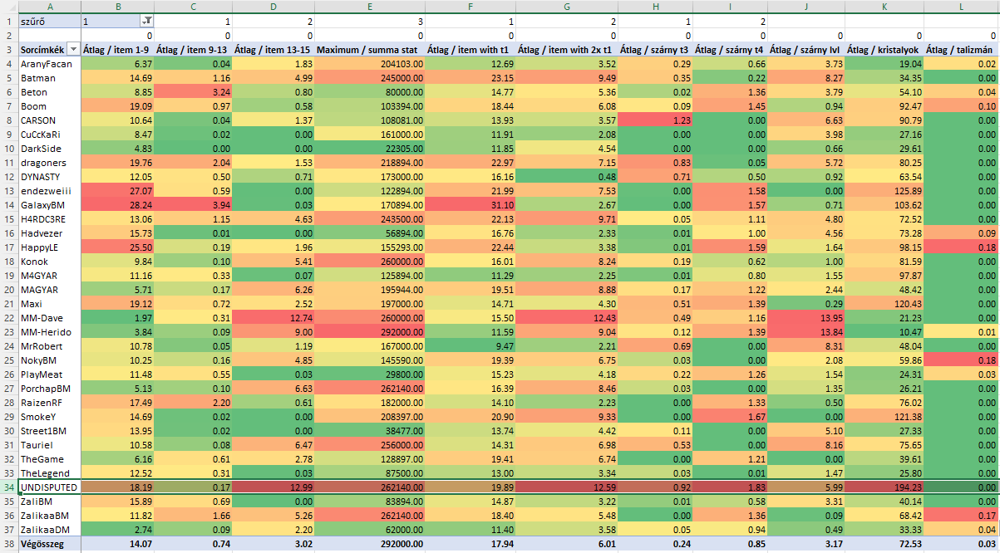 A B C D E F G H I J K L
1 szűrő 1 1 2 3 1 2 1 2 0 0 0
2 0 0 0 0 0 0 0 0 0 0 0
3 Sorcímkék Átlag / item 1-9 Átlag / item 9-13 Átlag / item 13-15 Maximum / summa stat Átlag / item with t1 Átlag / item with 2x t1 Átlag / szárny t3 Átlag / szárny t4 Átlag / szárny lvl Átlag / kristalyok Átlag / talizmán
4 AranyFacan 6.37 0.04 1.83 204103.00 12.69 3.52 0.29 0.66 3.73 19.04 0.02
5 Batman 14.69 1.16 4.99 245000.00 23.15 9.49 0.35 0.22 8.27 34.35 0.00
6 Beton 8.85 3.24 0.80 80000.00 14.77 5.36 0.02 1.36 3.79 54.10 0.04
7 Boom 19.09 0.97 0.58 103394.00 18.44 6.08 0.09 1.45 0.94 92.47 0.10
8 CARSON 10.64 0.04 1.37 108081.00 13.93 3.57 1.23 0.00 6.63 90.79 0.00
9 CuCcKaRi 8.47 0.02 0.00 161000.00 11.91 2.08 0.00 0.00 3.98 27.16 0.00
10 DarkSide 4.83 0.00 0.00 22305.00 11.85 4.54 0.00 0.00 0.66 29.61 0.00
11 dragoners 19.76 2.04 1.53 218894.00 22.97 7.15 0.83 0.05 5.72 80.25 0.00
12 DYNASTY 12.05 0.50 0.71 173000.00 16.16 0.48 0.71 0.50 0.92 63.54 0.00
13 endezweiii 27.07 0.59 0.00 122894.00 21.99 7.53 0.00 1.58 0.00 125.89 0.00
14 GalaxyBM 28.24 3.94 0.03 170894.00 31.10 2.67 0.00 1.57 0.71 103.62 0.00
15 H4RDC3RE 13.06 1.15 4.63 243500.00 22.13 9.71 0.05 1.11 4.80 72.52 0.00
16 Hadvezer 15.73 0.01 0.00 56894.00 16.76 2.33 0.01 1.00 4.56 73.28 0.09
17 HappyLE 25.50 0.19 1.96 155293.00 22.44 3.38 0.01 1.59 1.64 98.15 0.18
18 Konok 9.84 0.10 5.41 260000.00 16.01 8.24 0.19 0.62 1.00 81.59 0.00
19 M4GYAR 11.16 0.33 0.07 125894.00 11.29 2.25 0.01 0.80 1.55 97.87 0.00
20 MAGYAR 5.71 0.17 6.26 195944.00 19.51 8.88 0.17 1.22 2.44 48.42 0.00
21 Maxi 19.12 0.72 2.52 197000.00 14.71 4.30 0.51 1.39 0.29 120.43 0.00
22 MM-Dave 1.97 0.31 12.74 260000.00 15.50 12.43 0.49 1.16 13.95 21.23 0.00
23 MM-Herido 3.84 0.09 9.00 292000.00 11.59 9.04 0.12 1.39 13.84 10.47 0.01
24 MrRobert 10.78 0.05 1.19 167000.00 9.47 2.21 0.69 0.00 8.31 48.04 0.00
25 NokyBM 10.25 0.16 4.85 145590.00 19.39 6.75 0.03 0.00 2.08 59.86 0.18
26 PlayMeat 11.48 0.55 0.03 29800.00 15.23 4.18 0.22 1.26 1.54 24.31 0.03
27 PorchapBM 5.13 0.10 6.63 262140.00 16.39 8.46 0.03 0.00 1.35 26.21 0.00
28 RaizenRF 17.49 2.20 0.61 182000.00 14.10 2.23 0.00 1.33 0.50 76.02 0.00
29 SmokeY 14.69 0.02 0.00 208397.00 20.90 9.33 0.00 1.67 0.00 121.38 0.00
30 Street1BM 13.95 0.02 0.00 38477.00 13.74 4.42 0.11 0.00 5.10 27.33 0.00
31 Tauriel 10.58 0.08 6.47 256000.00 14.31 6.98 0.53 0.00 8.16 75.65 0.00
32 TheGame 6.16 0.61 2.78 128897.00 19.41 6.74 0.00 1.21 0.00 39.61 0.00
33 TheLegend 12.52 0.31 0.03 87500.00 13.00 3.34 0.03 0.01 1.47 25.80 0.00
34 UNDISPUTED 18.19 0.17 12.99 262140.00 19.89 12.59 0.92 1.83 5.99 194.23 0.00
35 ZaliBM 15.89 0.69 0.00 83894.00 14.87 3.22 0.01 0.58 3.31 40.14 0.00
36 ZalikaaBM 11.82 1.66 5.26 262140.00 18.40 5.48 0.00 1.36 0.09 68.42 0.17
37 ZalikaaDM 2.74 0.09 2.20 62000.00 11.40 3.58 0.05 0.94 0.49 33.33 0.04
38 Végösszeg 14.07 0.74 3.02 292000.00 17.94 6.01 0.24 0.85 3.17 72.53 0.03